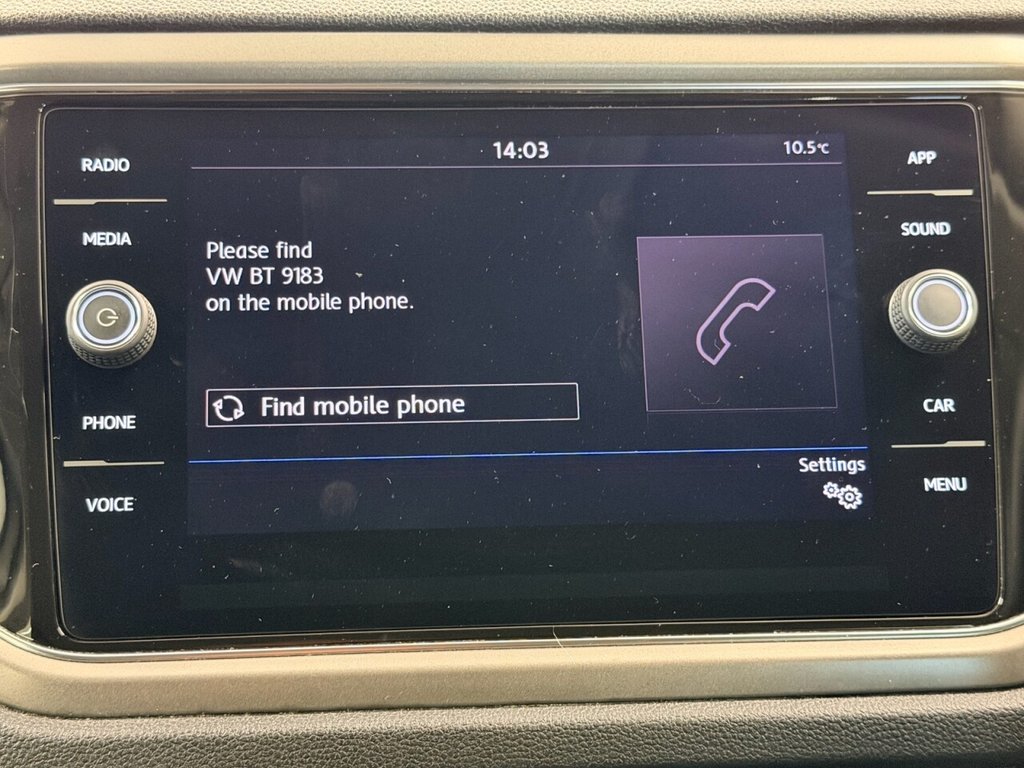 RADIO
14:03
10.5°C
APP
MEDIA
SOUND
Please find
VW BT 9183
on the mobile phone.
Find mobile phone
PHONE
CAR
Settings
VOICE
MENU